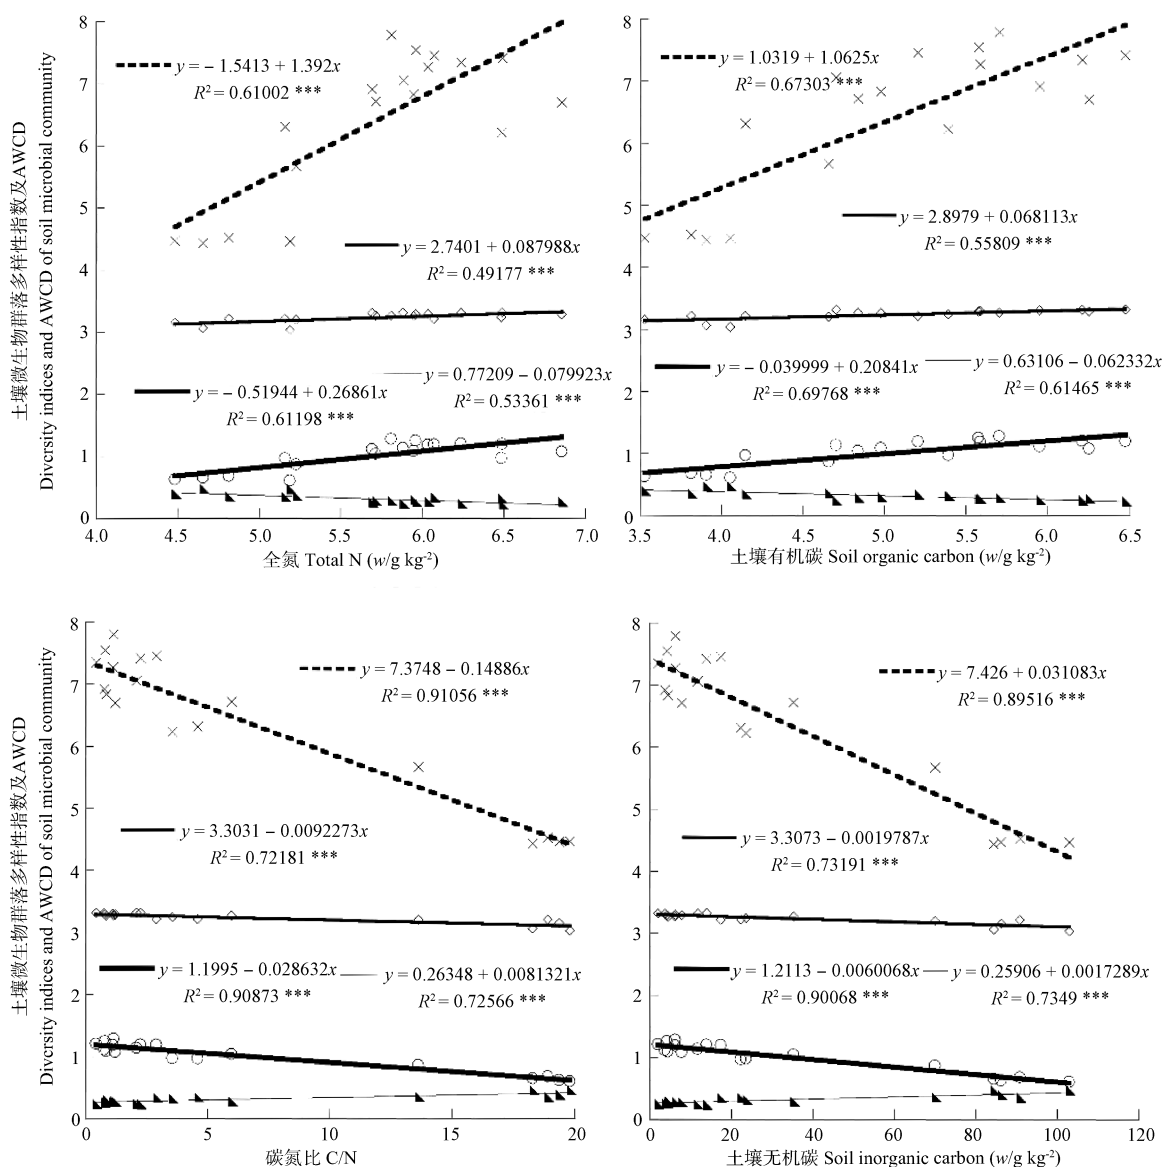 土壤微生物群落多样性指数及AWCD
Divcrsity indices and AWCD of soil microbial community
8
7
6
5
4
3
2
1
0
y = − 1.5413 + 1.392x
R² = 0.61002 ***
y = 2.7401 + 0.087988x
R² = 0.49177 ***
y = − 0.51944 + 0.26861x
R² = 0.61198 ***
y = 0.77209 − 0.079923x
R² = 0.53361 ***
4.0 4.5 5.0 5.5 6.0 6.5 7.0
全氮 Total N (w/g kg⁻²)
8
7
6
5
4
3
2
1
0
y = 1.0319 + 1.0625x
R² = 0.67303 ***
y = 2.8979 + 0.068113x
R² = 0.55809 ***
y = − 0.039999 + 0.20841x
R² = 0.69768 ***
y = 0.63106 − 0.062332x
R² = 0.61465 ***
3.5 4.0 4.5 5.0 5.5 6.0 6.5
土壤有机碳 Soil organic carbon (w/g kg⁻²)
土壤微生物群落多样性指数及AWCD
Divcrsity indices and AWCD of soil microbial community
8
7
6
5
4
3
2
1
0
y = 7.3748 − 0.14886x
R² = 0.91056 ***
y = 3.3031 − 0.0092273x
R² = 0.72181 ***
y = 1.1995 − 0.028632x
R² = 0.90873 ***
y = 0.26348 + 0.0081321x
R² = 0.72566 ***
0 5 10 15 20
碳氮比 C/N
8
7
6
5
4
3
2
1
0
y = 7.426 + 0.031083x
R² = 0.89516 ***
y = 3.3073 − 0.0019787x
R² = 0.73191 ***
y = 1.2113 − 0.0060068x
R² = 0.90068 ***
y = 0.25906 + 0.0017289x
R² = 0.7349 ***
0 20 40 60 80 100 120
土壤无机碳 Soil inorganic carbon (w/g kg⁻²)